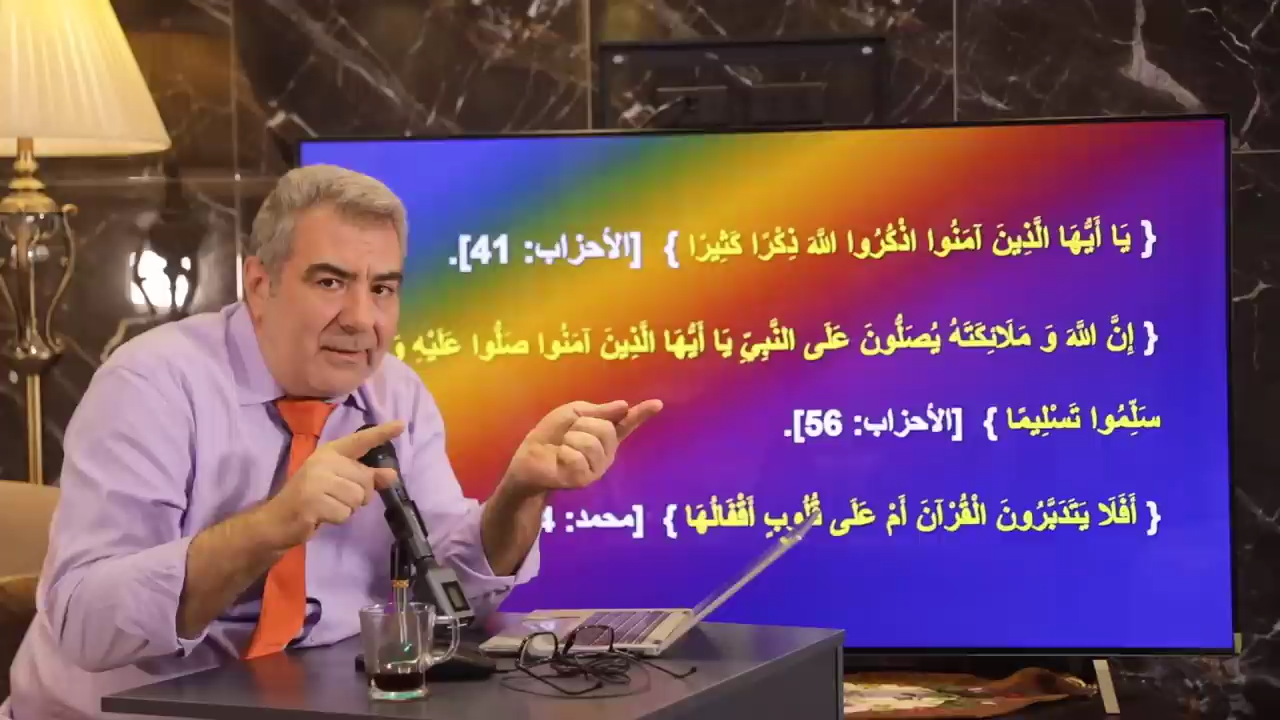 { يَا أَيُّهَا الَّذِينَ آمَنُوا اذْكُرُوا اللَّهَ ذِكْرًا كَثِيرًا } [الأحزاب: 41].
{ إِنَّ اللَّهَ وَ مَلَائِكَتَهُ يُصَلُّونَ عَلَى النَّبِيِّ يَا أَيُّهَا الَّذِينَ آمَنُوا صَلُّوا عَلَيْهِ وَ
سَلِّمُوا تَسْلِيمًا } [الأحزاب: 56].
{ أَفَلَا يَتَدَبَّرُونَ الْقُرْآنَ أَمْ عَلَى قُلُوبٍ أَقْفَالُهَا } [محمد: